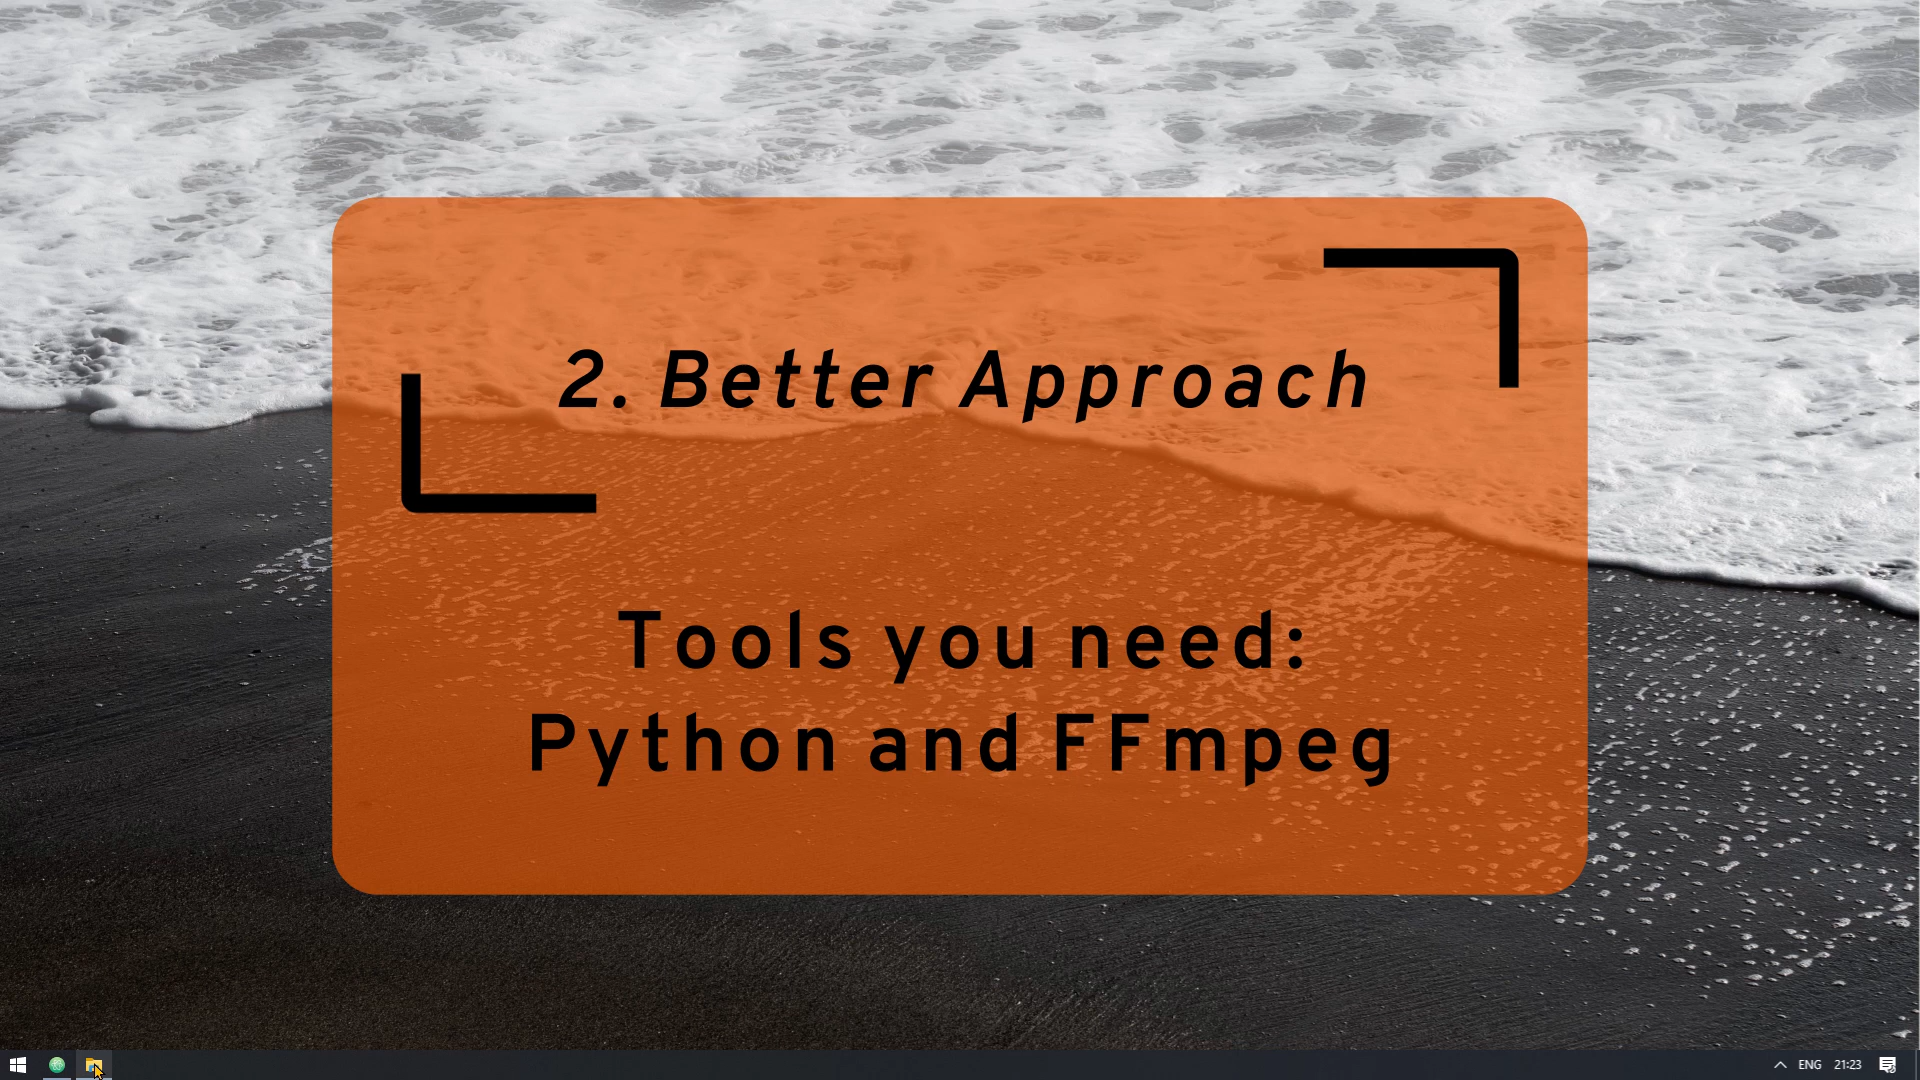 2. Better Approach
Tools you need:
Python and FFmpeg
ENG 21:23